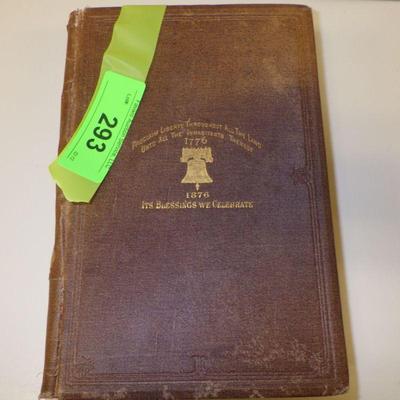 Lot#
293
Proclaim Liberty Throughout All The Land
Unto All The Inhabitants Thereof
1776
1876
Its Blessings We Celebrate